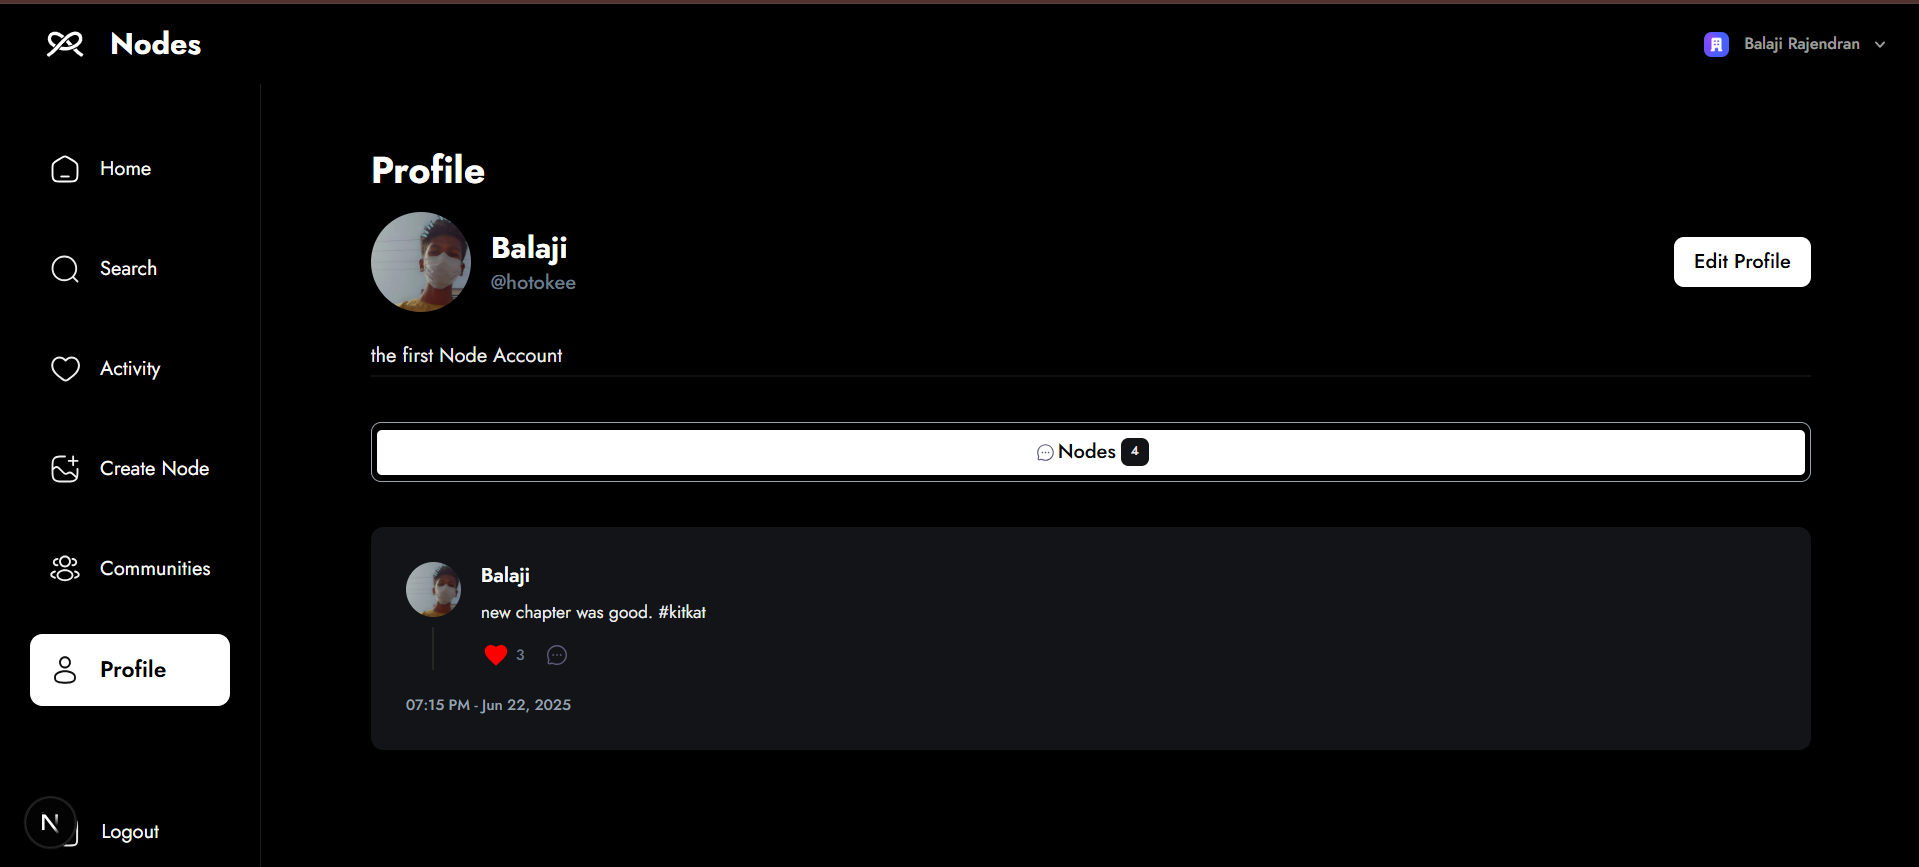 Nodes
Balaji Rajendran
Home
Search
Activity
Create Node
Communities
Profile
N
Logout
Profile
Balaji
@hotokee
Edit Profile
the first Node Account
Nodes 4
Balaji
new chapter was good. #kitkat
3
07:15 PM - Jun 22, 2025